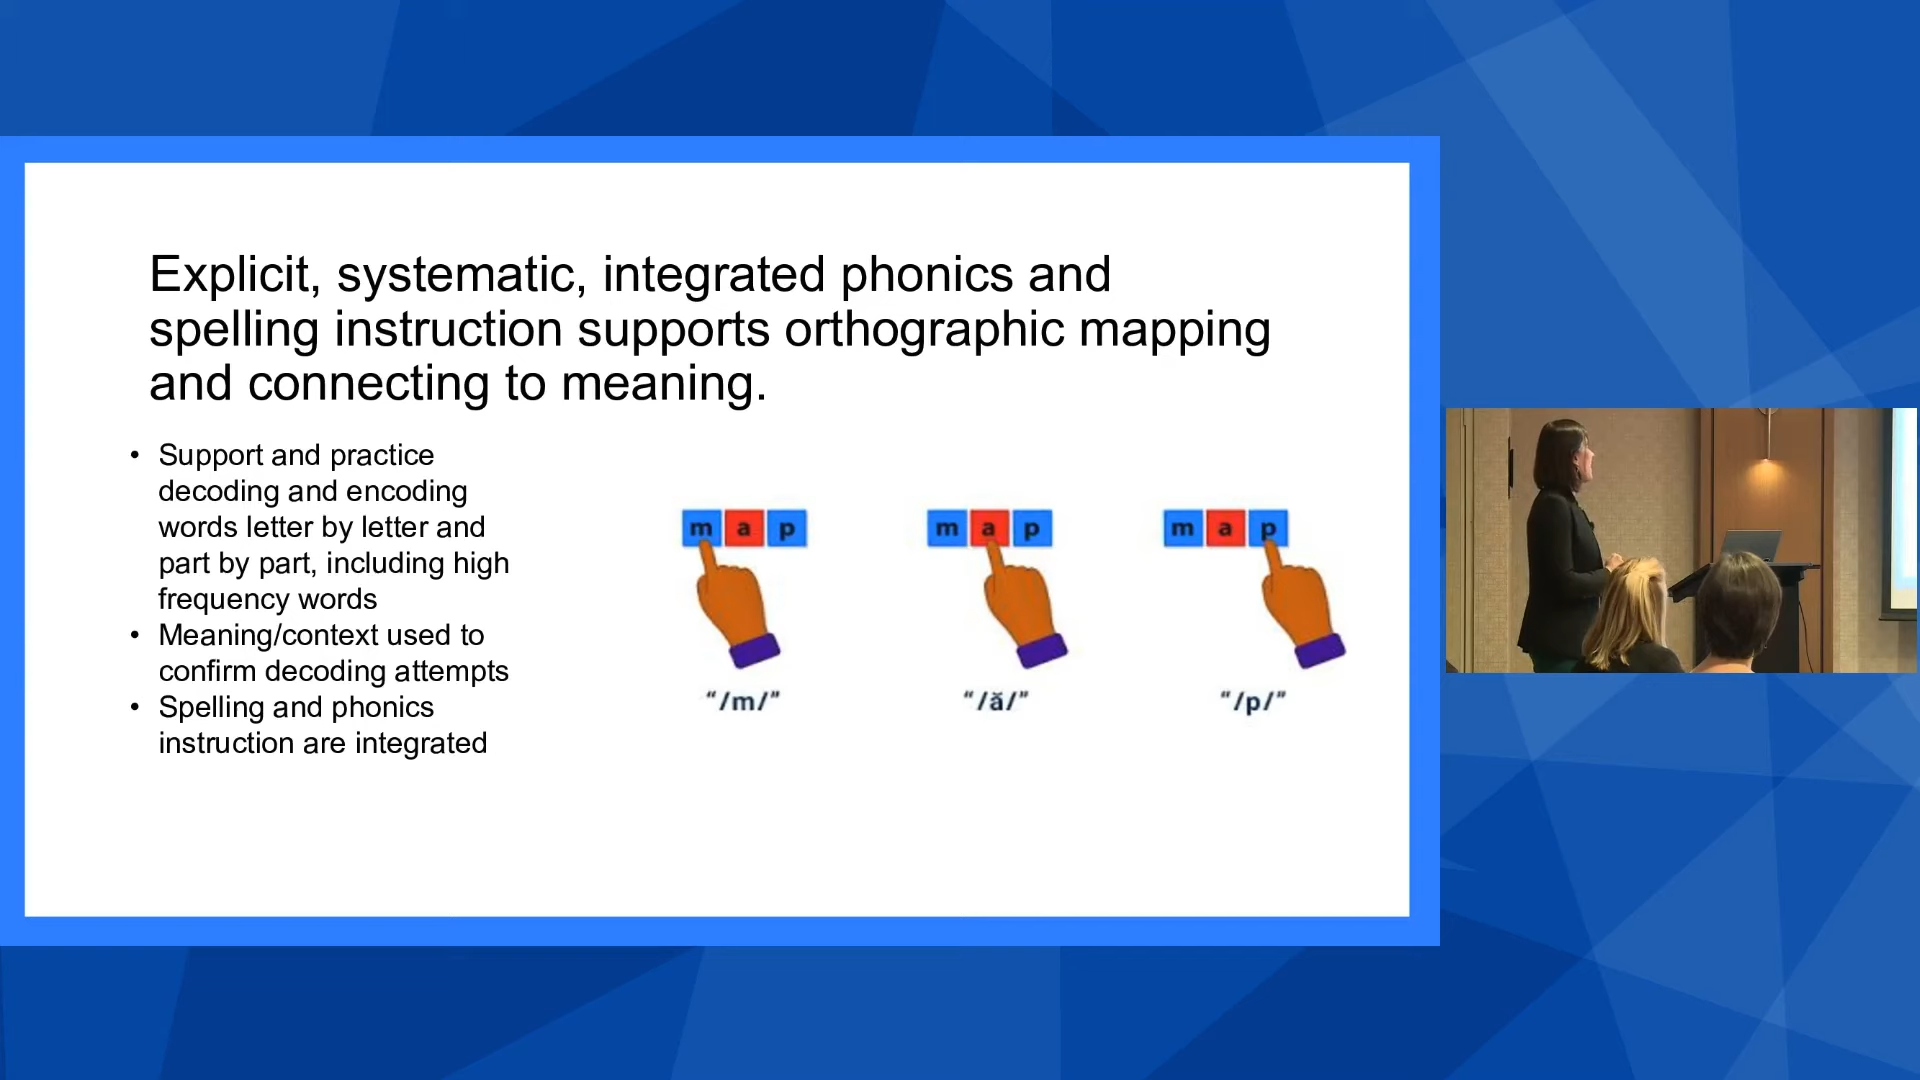 Explicit, systematic, integrated phonics and
spelling instruction supports orthographic mapping
and connecting to meaning.
• Support and practice
decoding and encoding
words letter by letter and
part by part, including high
frequency words
• Meaning/context used to
confirm decoding attempts
• Spelling and phonics
instruction are integrated
m a p
m a p
m a p
“/m/”
“/ă/”
“/p/”